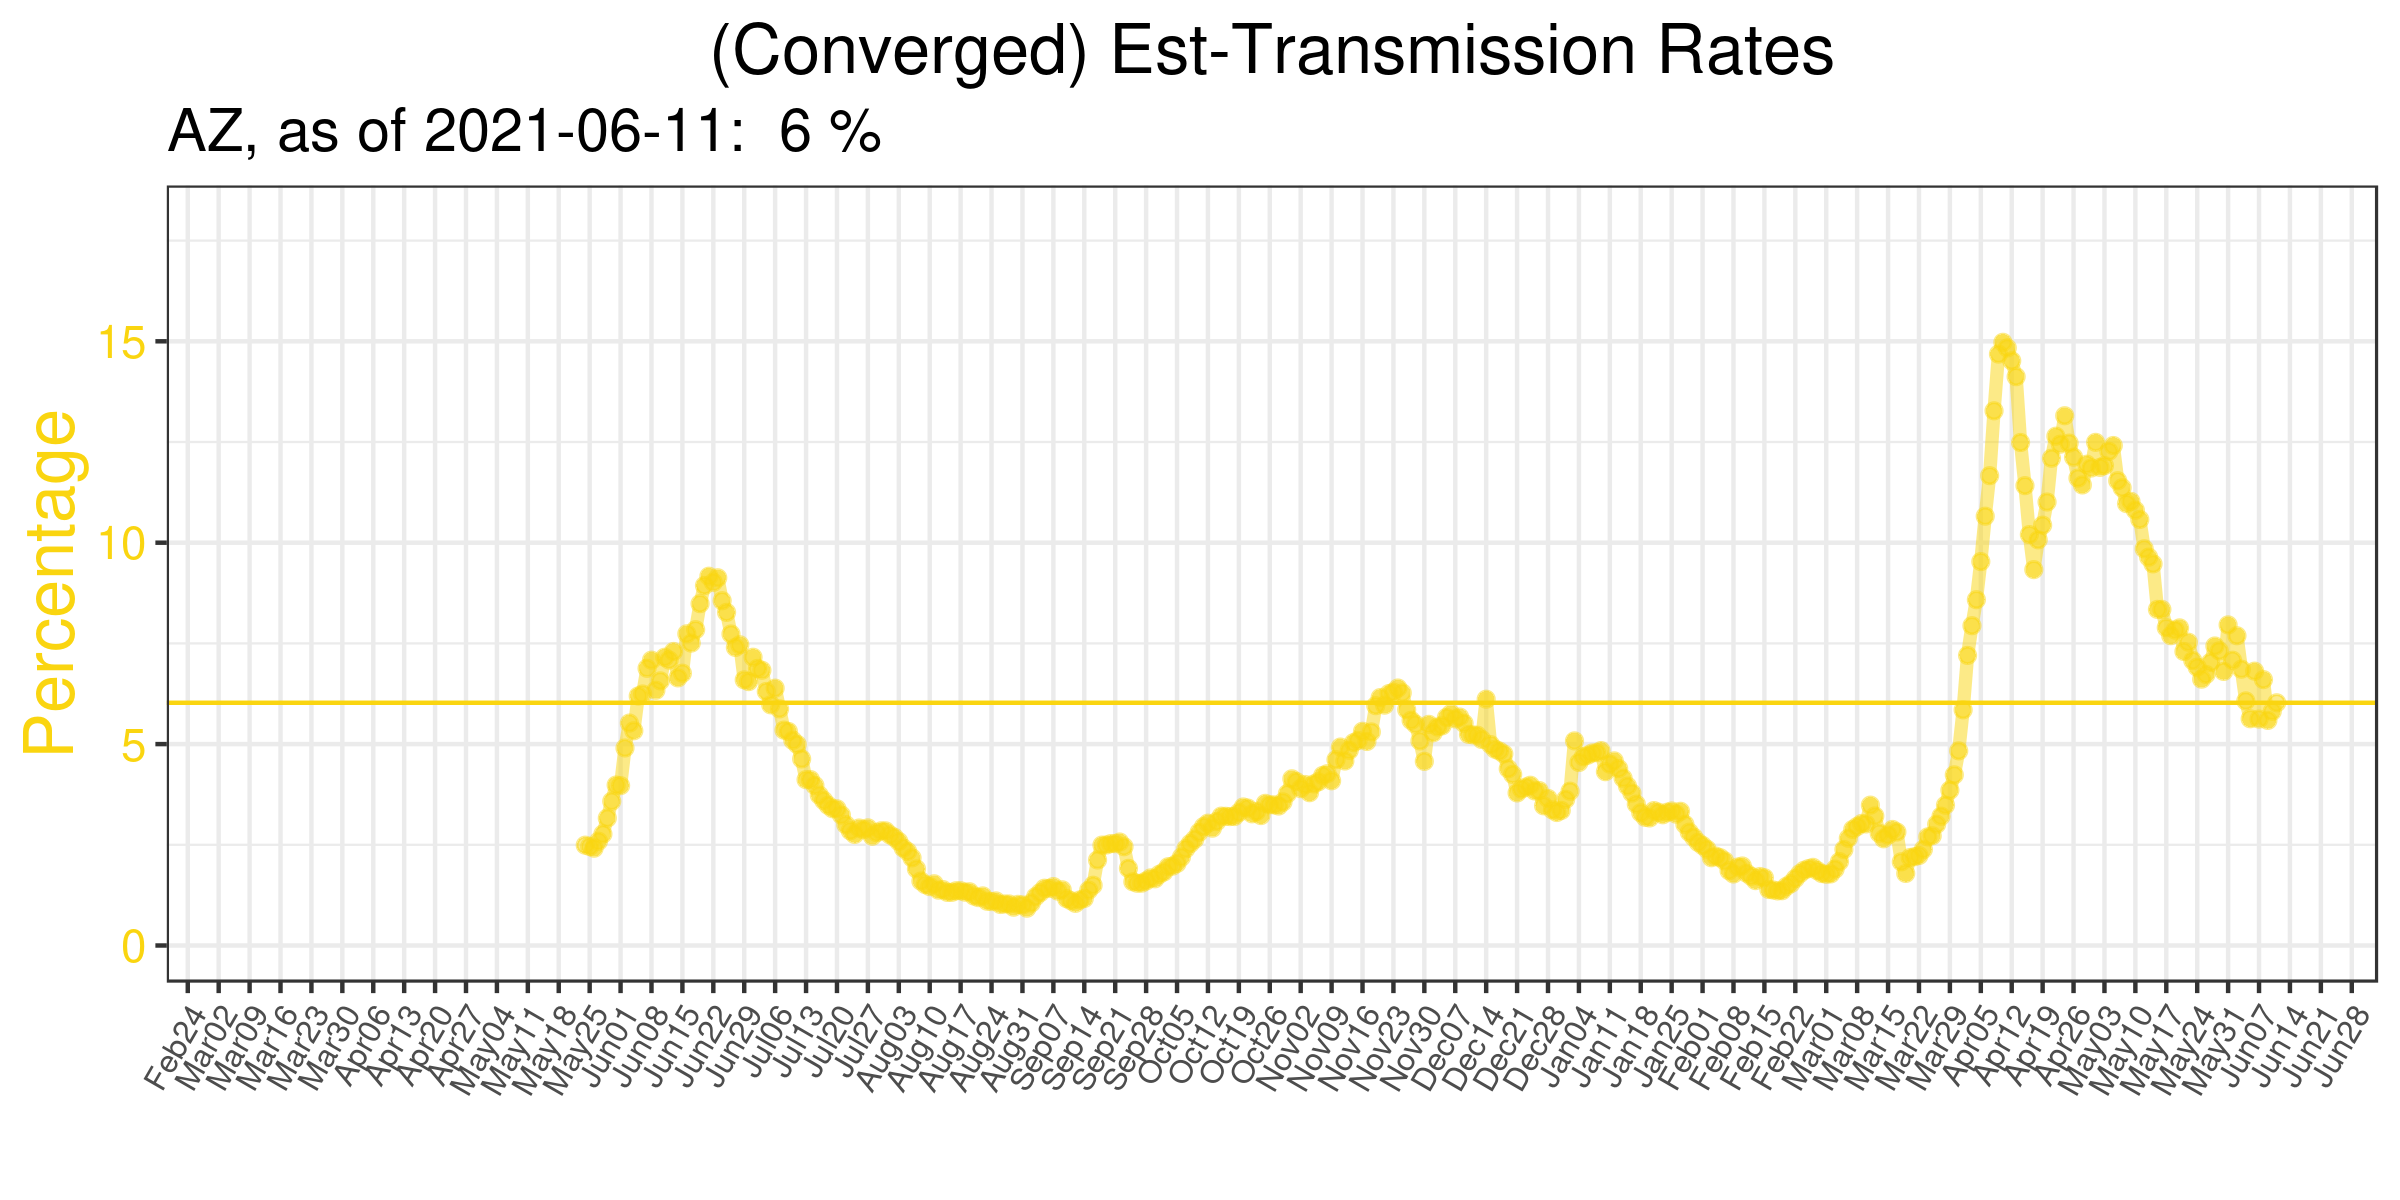 (Converged) Est-Transmission Rates
AZ, as of 2021-06-11:  6 %
Percentage
15
10
5
0
Feb24
Mar02
Mar09
Mar16
Mar23
Mar30
Apr06
Apr13
Apr20
Apr27
May04
May11
May18
May25
Jun01
Jun08
Jun15
Jun22
Jun29
Jul06
Jul13
Jul20
Jul27
Aug03
Aug10
Aug17
Aug24
Aug31
Sep07
Sep14
Sep21
Sep28
Oct05
Oct12
Oct19
Oct26
Nov02
Nov09
Nov16
Nov23
Nov30
Dec07
Dec14
Dec21
Dec28
Jan04
Jan11
Jan18
Jan25
Feb01
Feb08
Feb15
Feb22
Mar01
Mar08
Mar15
Mar22
Mar29
Apr05
Apr12
Apr19
Apr26
May03
May10
May17
May24
May31
Jun07
Jun14
Jun21
Jun28